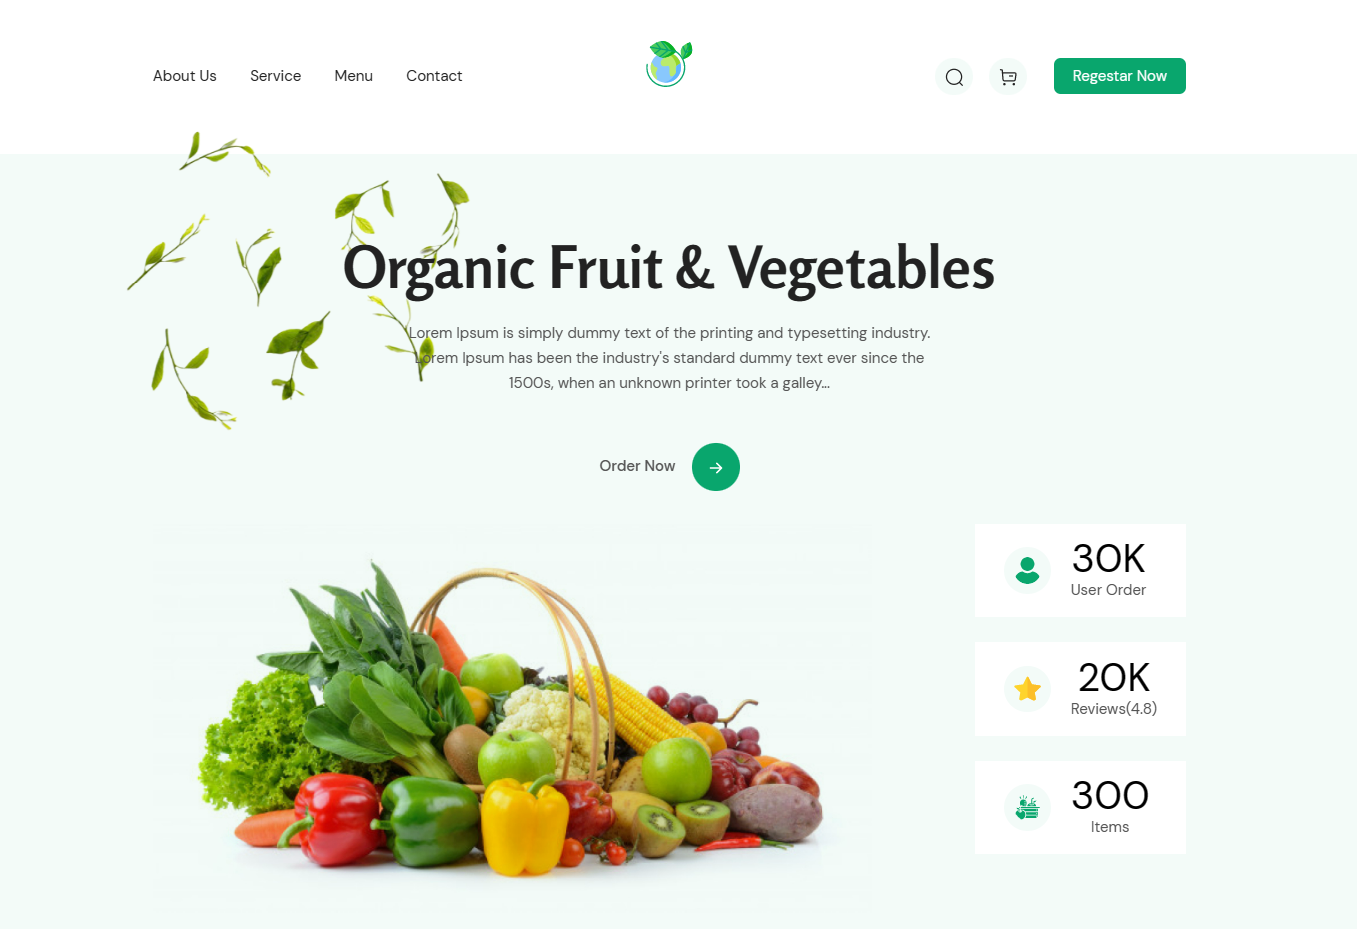 About Us
Service
Menu
Contact
Regestar Now
Organic Fruit & Vegetables
Lorem Ipsum is simply dummy text of the printing and typesetting industry.
Lorem Ipsum has been the industry's standard dummy text ever since the
1500s, when an unknown printer took a galley...
Order Now
30K
User Order
20K
Reviews(4.8)
300
Items